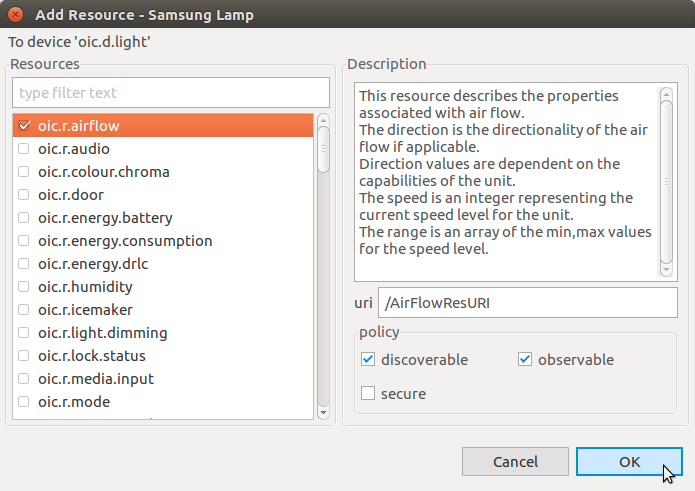 Add Resource - Samsung Lamp
To device 'oic.d.light'
Resources
type filter text
oic.r.airflow
oic.r.audio
oic.r.colour.chroma
oic.r.door
oic.r.energy.battery
oic.r.energy.consumption
oic.r.energy.drlc
oic.r.humidity
oic.r.icemaker
oic.r.light.dimming
oic.r.lock.status
oic.r.media.input
oic.r.mode
Description
This resource describes the properties
associated with air flow.
The direction is the directionality of the air
flow if applicable.
Direction values are dependent on the
capabilities of the unit.
The speed is an integer representing the
current speed level for the unit.
The range is an array of the min,max values
for the speed level.
uri /AirFlowResURI
policy
discoverable observable
secure
Cancel OK